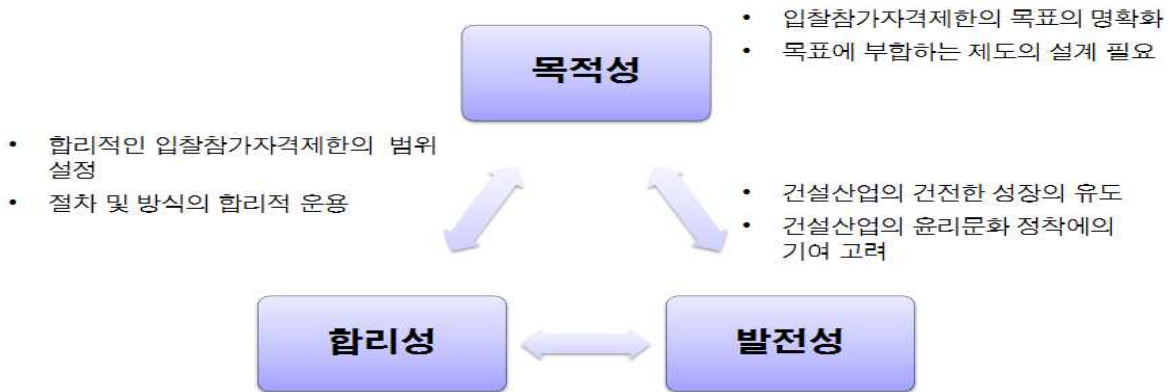 목적성
• 입찰참가자격제한의 목표의 명확화
• 목표에 부합하는 제도의 설계 필요
• 합리적인 입찰참가자격제한의 범위
설정
• 절차 및 방식의 합리적 운용
• 건설산업의 건전한 성장의 유도
• 건설산업의 윤리문화 정착에의
기여 고려
합리성
발전성